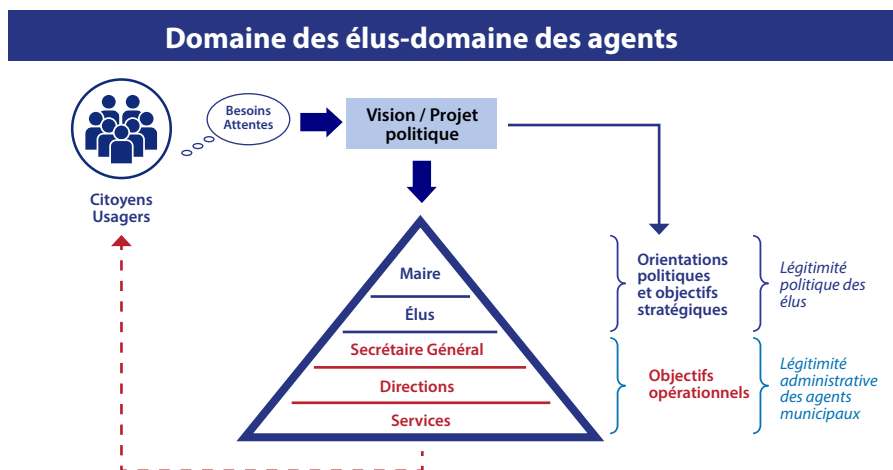 Domaine des élus-domaine des agents
Besoins
Attentes
Vision / Projet
politique
Citoyens
Usagers
Maire
Élus
Secrétaire Général
Directions
Services
Orientations
politiques
et objectifs
stratégiques
Légitimité
politique des
élus
Objectifs
opérationnels
Légitimité
administrative
des agents
municipaux